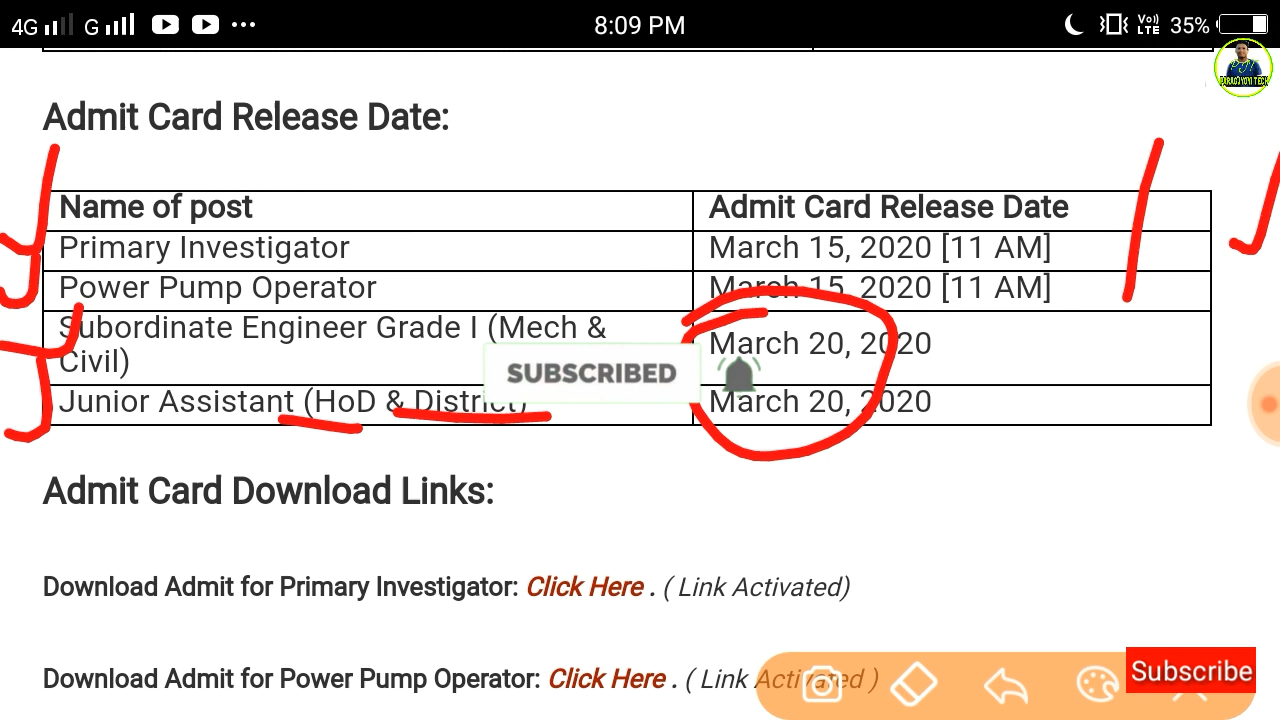 4G G 8:09 PM Vo)) LTE 35%
Admit Card Release Date:
Name of post Admit Card Release Date
Primary Investigator March 15, 2020 [11 AM]
Power Pump Operator March 15, 2020 [11 AM]
Subordinate Engineer Grade I (Mech &
Civil) March 20, 2020
SUBSCRIBED
Junior Assistant (HoD & District) March 20, 2020
Admit Card Download Links:
Download Admit for Primary Investigator: Click Here . ( Link Activated)
Download Admit for Power Pump Operator: Click Here . ( Link Activated )
Subscribe